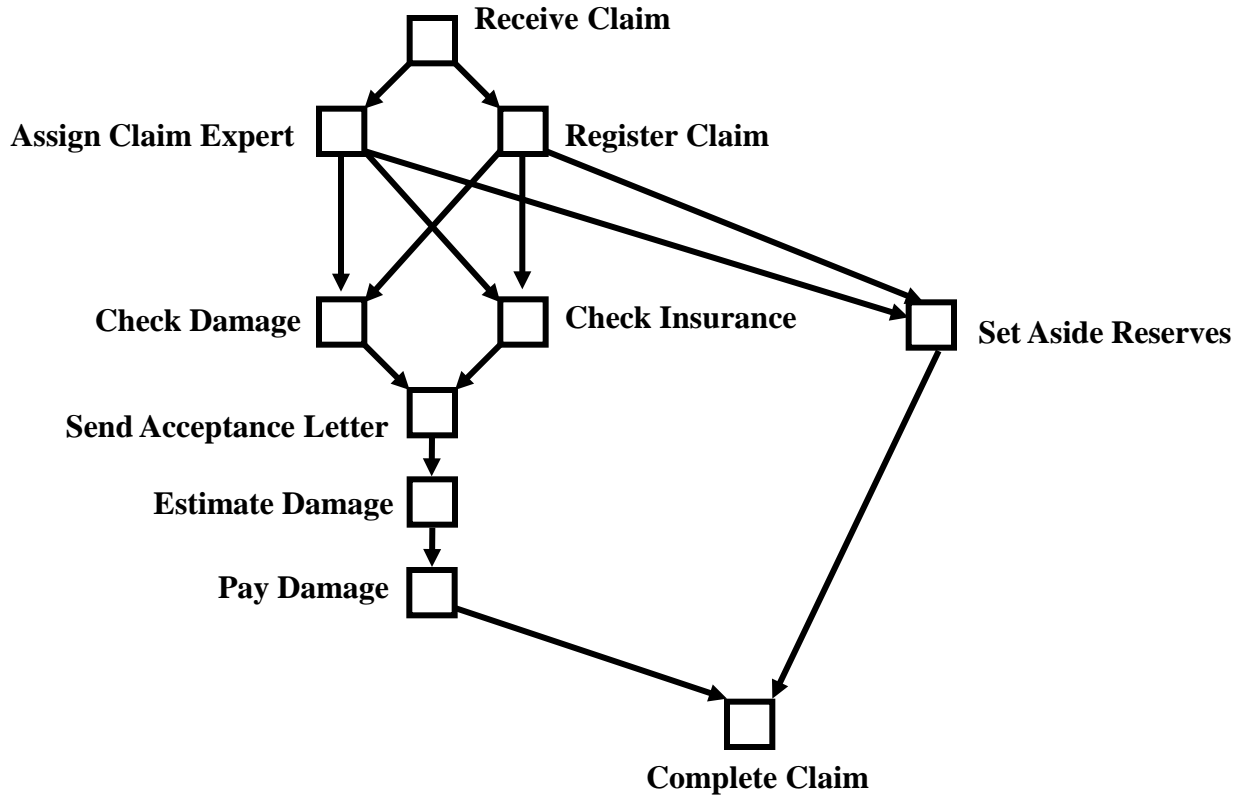 Receive Claim
Assign Claim Expert
Register Claim
Check Damage
Check Insurance
Set Aside Reserves
Send Acceptance Letter
Estimate Damage
Pay Damage
Complete Claim